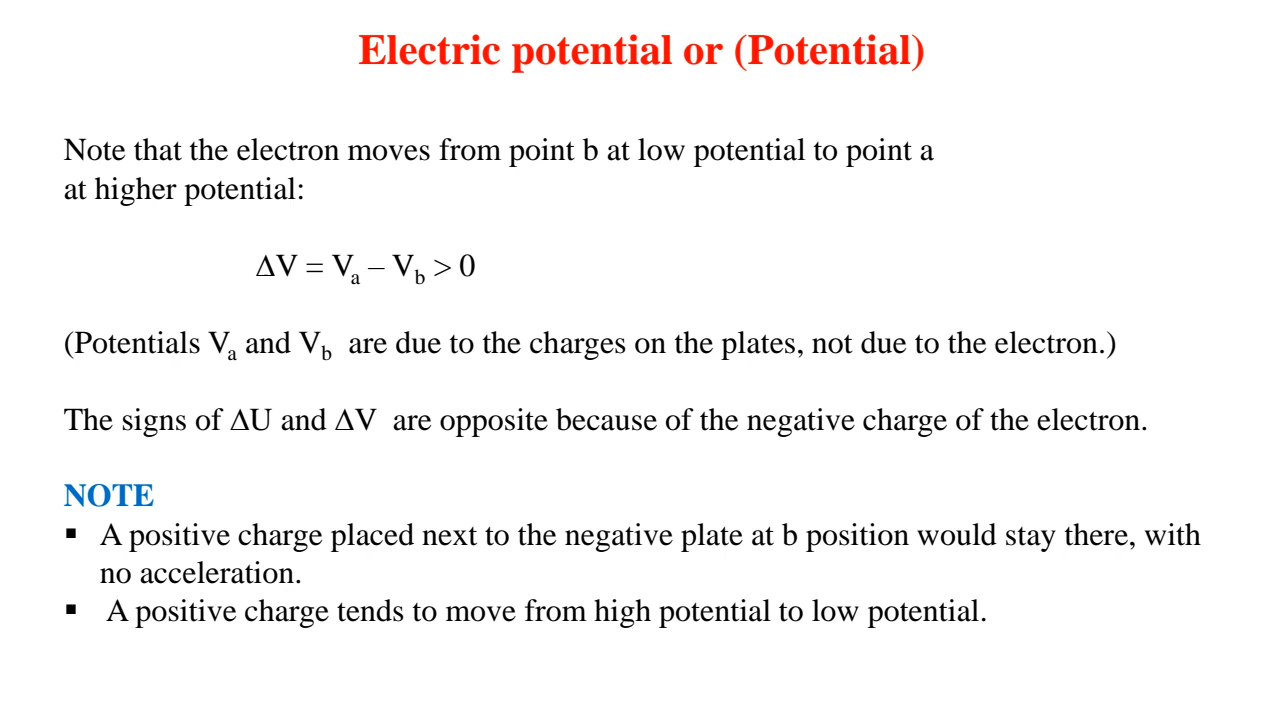 Electric potential or (Potential)
Note that the electron moves from point b at low potential to point a
at higher potential:
ΔV = Va – Vb > 0
(Potentials Va and Vb are due to the charges on the plates, not due to the electron.)
The signs of ΔU and ΔV are opposite because of the negative charge of the electron.
NOTE
▪ A positive charge placed next to the negative plate at b position would stay there, with
no acceleration.
▪ A positive charge tends to move from high potential to low potential.